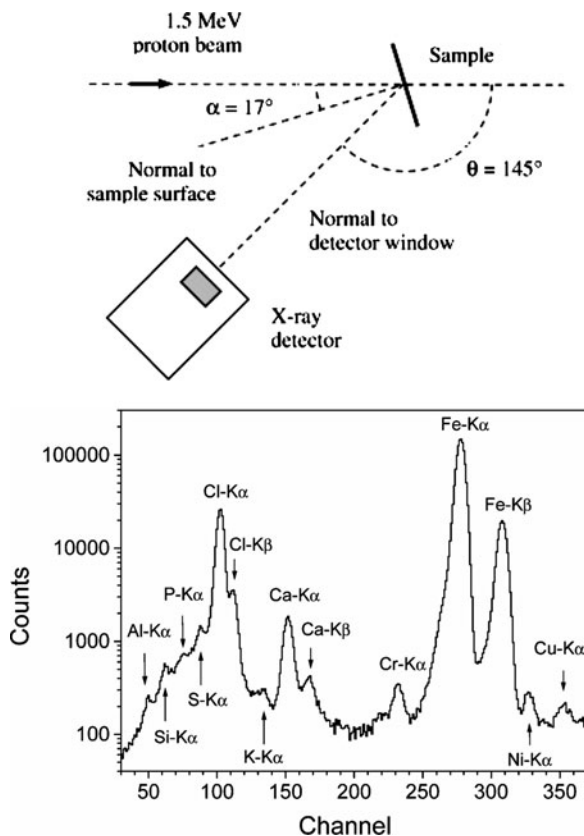 1.5 MeV
proton beam
Sample
α = 17°
Normal to
sample surface
θ = 145°
Normal to
detector window
X-ray
detector
Fe-Kα
100000
Cl-Kα
Fe-Kβ
10000
Cl-Kβ
P-Kα
Ca-Kα
Counts
Al-Kα
Ca-Kβ
1000
Cr-Kα
Cu-Kα
S-Kα
100
Si-Kα
K-Kα
Ni-Kα
50 100 150 200 250 300 350
Channel